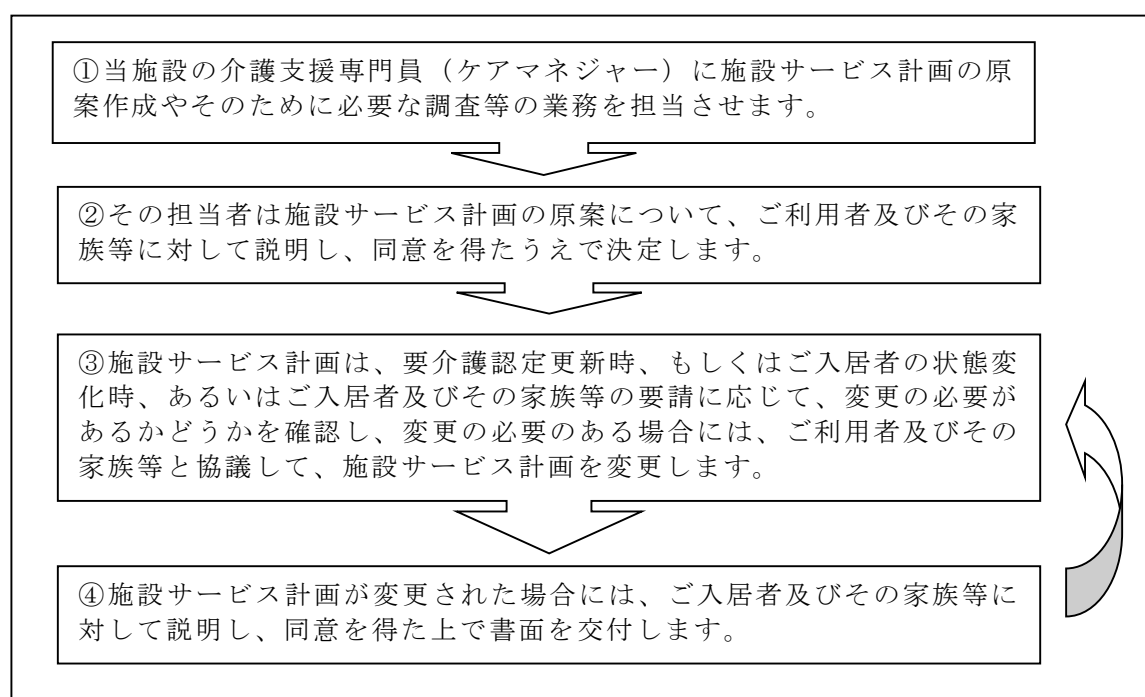 ①当施設の介護支援専門員（ケアマネジャー）に施設サービス計画の原
案作成やそのために必要な調査等の業務を担当させます。
②その担当者は施設サービス計画の原案について、ご利用者及びその家
族等に対して説明し、同意を得たうえで決定します。
③施設サービス計画は、要介護認定更新時、もしくはご入居者の状態変
化時、あるいはご入居者及びその家族等の要請に応じて、変更の必要が
あるかどうかを確認し、変更の必要のある場合には、ご利用者及びその
家族等と協議して、施設サービス計画を変更します。
④施設サービス計画が変更された場合には、ご入居者及びその家族等に
対して説明し、同意を得た上で書面を交付します。